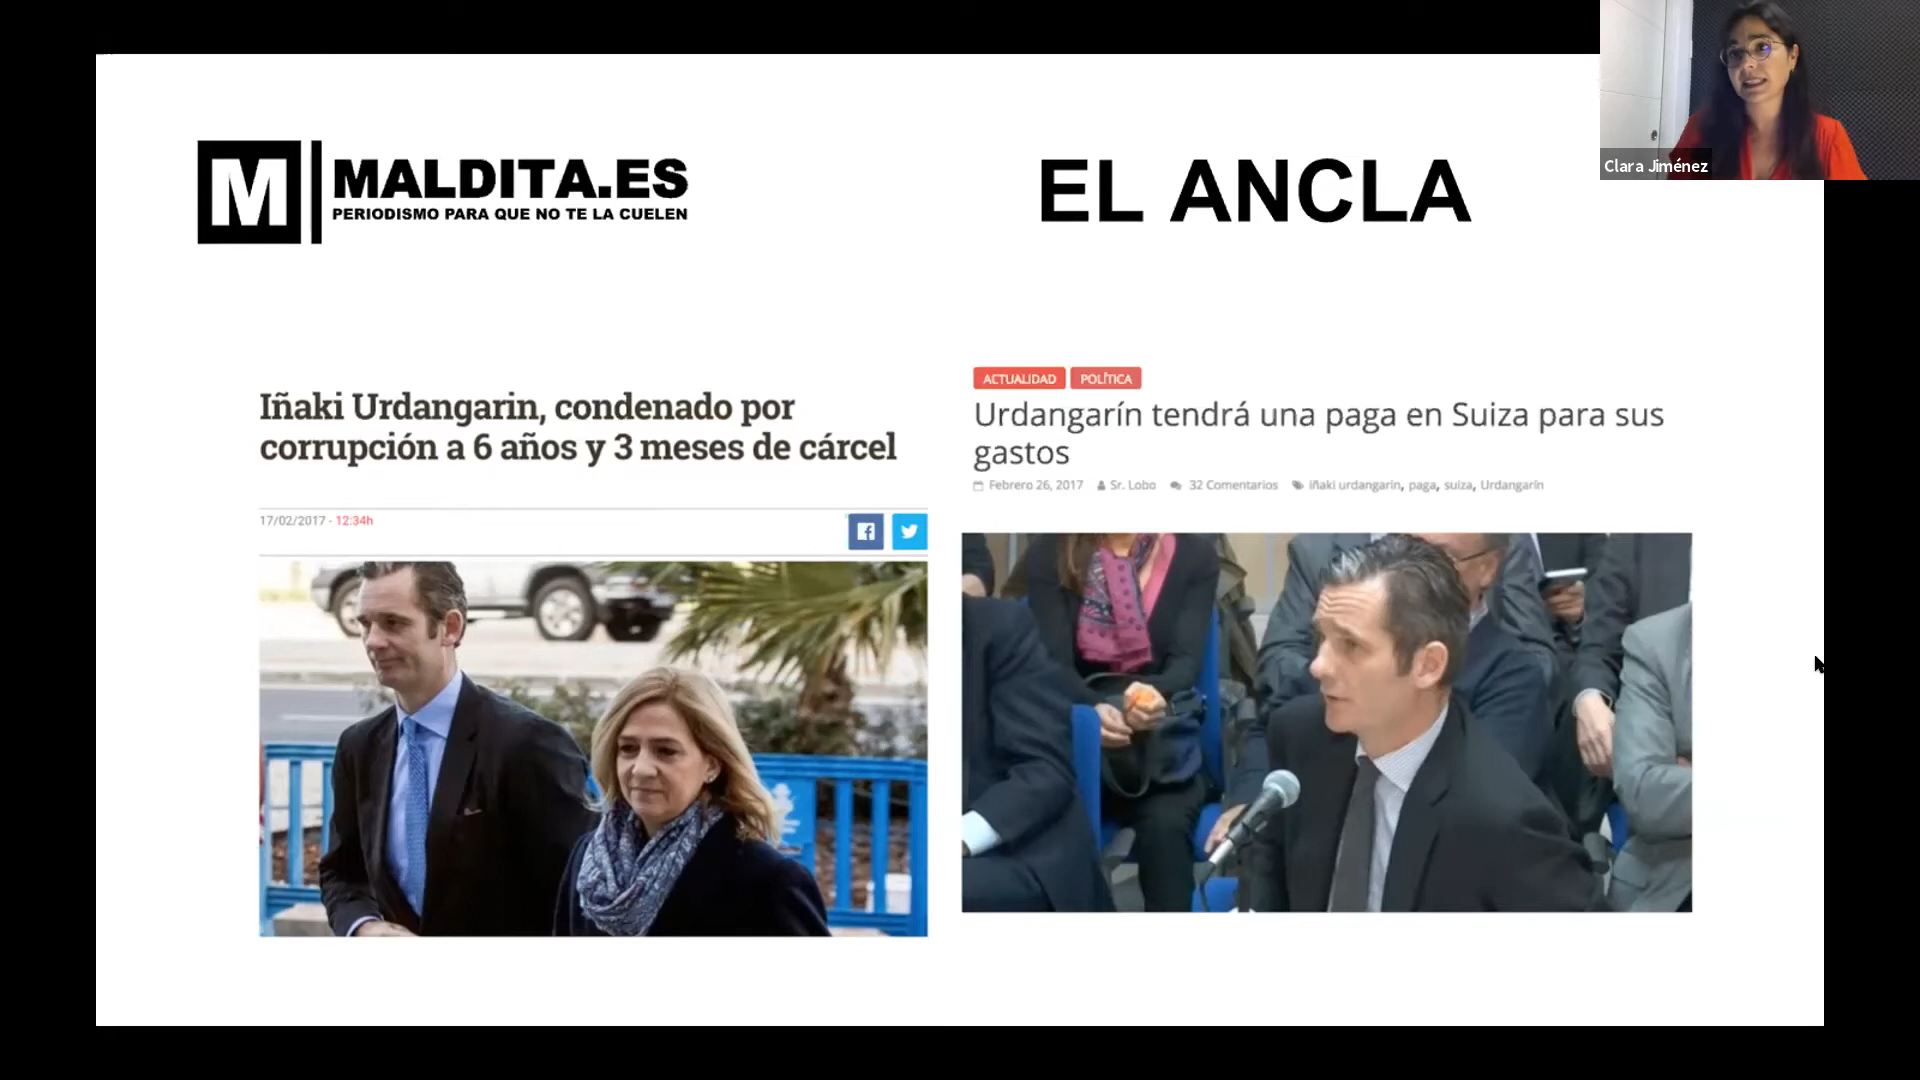 M
MALDITA.ES
PERIODISMO PARA QUE NO TE LA CUELEN
EL ANCLA
Clara Jiménez
Iñaki Urdangarin, condenado por
corrupción a 6 años y 3 meses de cárcel
17/02/2017 - 12:34h
ACTUALIDAD POLÍTICA
Urdangarín tendrá una paga en Suiza para sus
gastos
Febrero 26, 2017 Sr. Lobo 32 Comentarios iñaki urdangarin, paga, suiza, Urdangarín